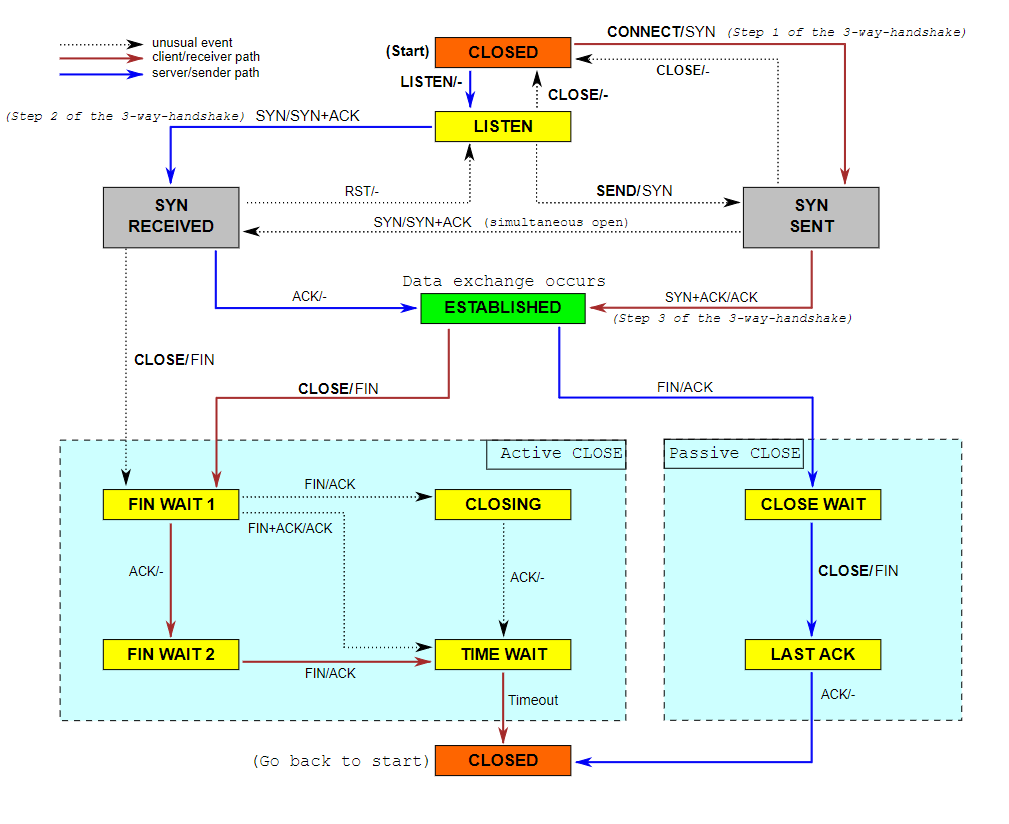 unusual event
client/receiver path
server/sender path
(Start)
CLOSED
CONNECT/SYN (Step 1 of the 3-way-handshake)
CLOSE/-
LISTEN/-
CLOSE/-
(Step 2 of the 3-way-handshake) SYN/SYN+ACK
LISTEN
RST/-
SEND/SYN
SYN
RECEIVED
SYN
SENT
SYN/SYN+ACK (simultaneous open)
Data exchange occurs
ACK/-
ESTABLISHED
SYN+ACK/ACK
(Step 3 of the 3-way-handshake)
CLOSE/FIN
CLOSE/FIN
FIN/ACK
Active CLOSE
Passive CLOSE
FIN WAIT 1
FIN/ACK
CLOSING
CLOSE WAIT
FIN+ACK/ACK
ACK/-
ACK/-
CLOSE/FIN
FIN WAIT 2
FIN/ACK
TIME WAIT
LAST ACK
Timeout
ACK/-
(Go back to start)
CLOSED